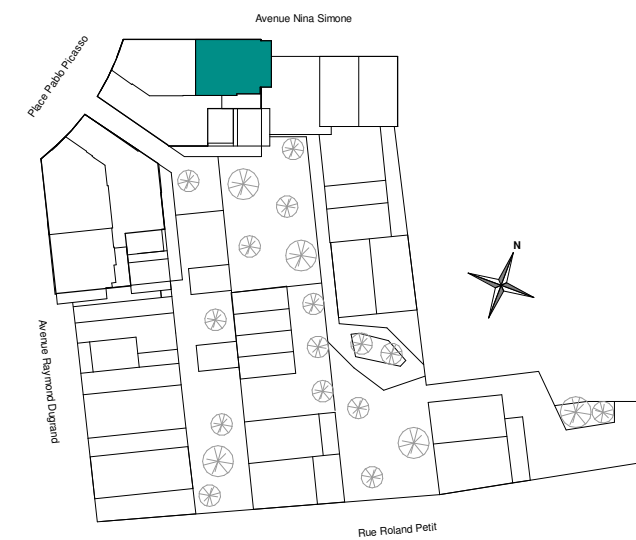 Avenue Nina Simone
Place Pablo Picasso
N
Avenue Raymond Dugrand
Rue Roland Petit